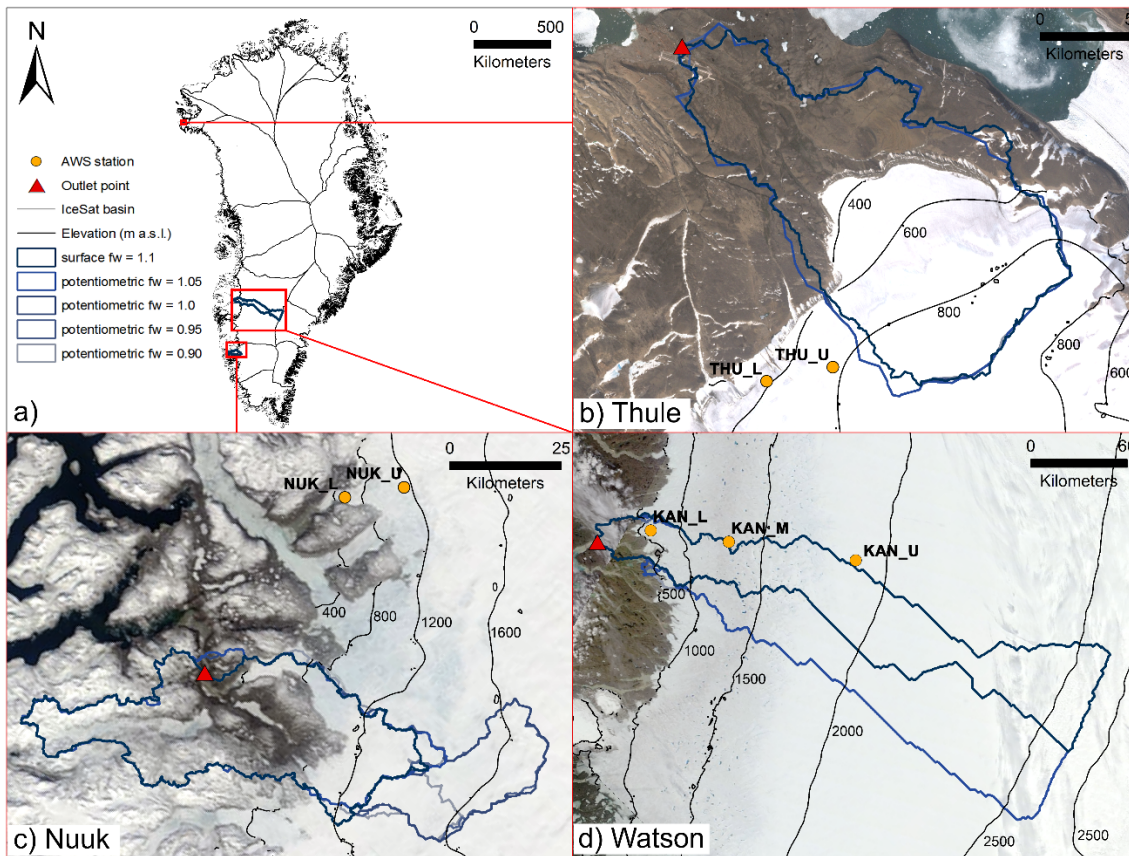 N
0 500
Kilometers
AWS station
Outlet point
IceSat basin
Elevation (m a.s.l.)
surface fw = 1.1
potentiometric fw = 1.05
potentiometric fw = 1.0
potentiometric fw = 0.95
potentiometric fw = 0.90
a)
0 5
Kilometers
400
600
800
800
600
THU_L
THU_U
b) Thule
0 25
Kilometers
NUK_L
NUK_U
400
800
1200
1600
c) Nuuk
0 60
Kilometers
KAN_L
KAN_M
KAN_U
500
1000
1500
2000
2500
2500
d) Watson